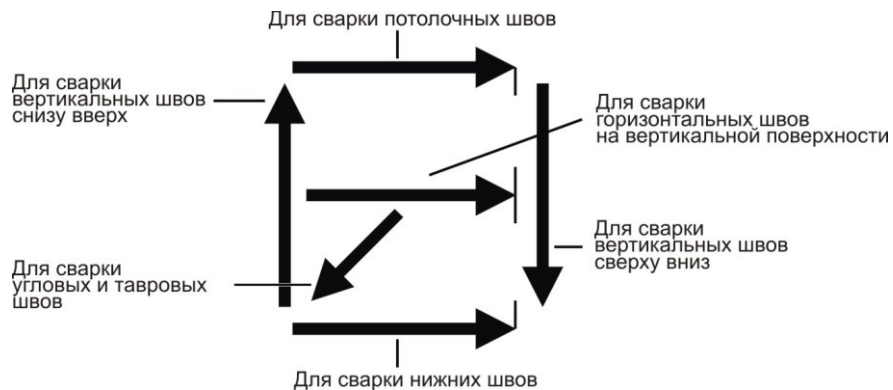 Для сварки потолочных швов
Для сварки
вертикальных швов
снизу вверх
Для сварки
горизонтальных швов
на вертикальной поверхности
Для сварки
вертикальных швов
сверху вниз
Для сварки
угловых и тавровых
швов
Для сварки нижних швов